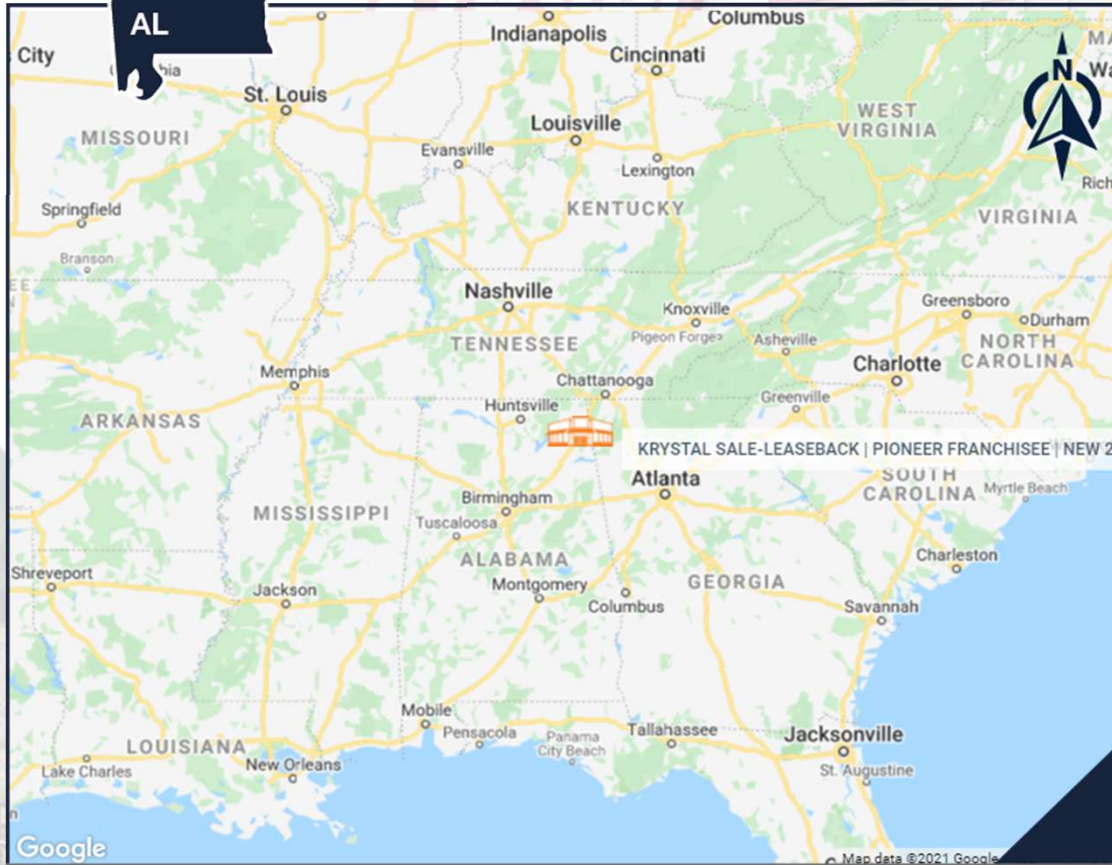 AL
Columbus
Indianapolis
Cincinnati
City
N
St. Louis
WEST
VIRGINIA
MISSOURI
Louisville
Evansville
Lexington
Springfield
KENTUCKY
VIRGINIA
Branson
Nashville
Knoxville
Greensboro
Pigeon Forge
Durham
TENNESSEE
Asheville
NORTH
CAROLINA
Memphis
Charlotte
Chattanooga
Greenville
ARKANSAS
Huntsville
KRYSTAL SALE-LEASEBACK | PIONEER FRANCHISEE | NEW 2
Atlanta
SOUTH
CAROLINA
Myrtle Beach
Birmingham
MISSISSIPPI
Tuscaloosa
ALABAMA
Charleston
Shreveport
Jackson
Montgomery
GEORGIA
Columbus
Savannah
Mobile
Pensacola
Panama
City Beach
Tallahassee
Jacksonville
LOUISIANA
Lake Charles
New Orleans
St. Augustine
Google
Map data ©2021 Google